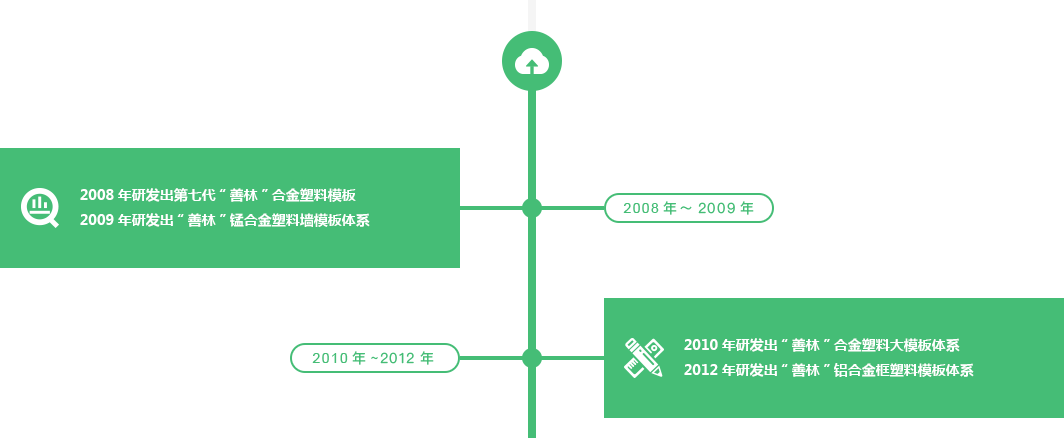 2008 年研发出第七代 " 善林 " 合金塑料模板
2009 年研发出 " 善林 " 锰合金塑料墙模板体系
2008 年 ~ 2009 年
2010 年 ~2012 年
2010 年研发出 " 善林 " 合金塑料大模板体系
2012 年研发出 " 善林 " 铝合金框塑料模板体系